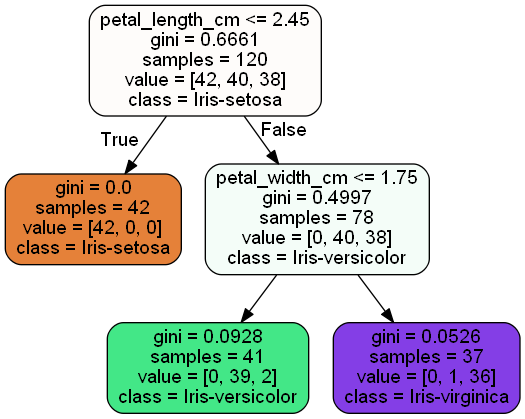 petal_length_cm <= 2.45
gini = 0.6661
samples = 120
value = [42, 40, 38]
class = Iris-setosa
True
False
gini = 0.0
samples = 42
value = [42, 0, 0]
class = Iris-setosa
petal_width_cm <= 1.75
gini = 0.4997
samples = 78
value = [0, 40, 38]
class = Iris-versicolor
gini = 0.0928
samples = 41
value = [0, 39, 2]
class = Iris-versicolor
gini = 0.0526
samples = 37
value = [0, 1, 36]
class = Iris-virginica